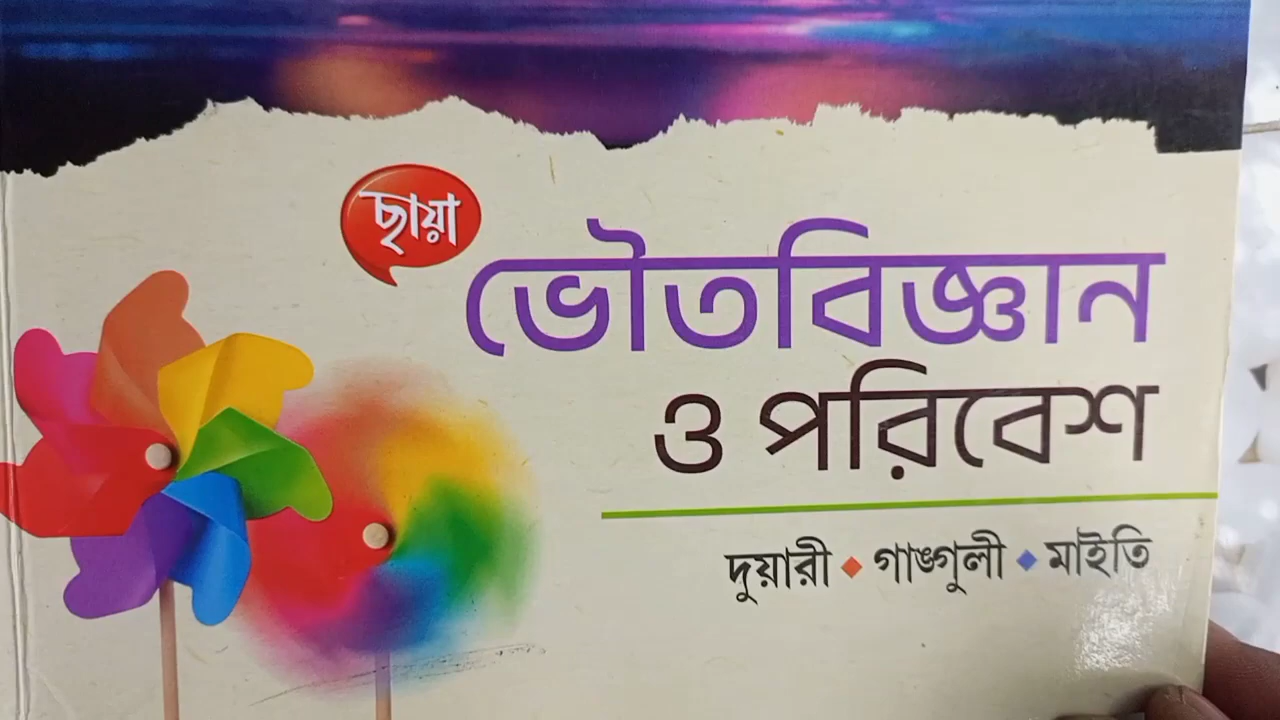 ছায়া
ভৌতবিজ্ঞান
ও পরিবেশ
দুয়ারী ◆ গাঙ্গুলী ◆ মাইতি